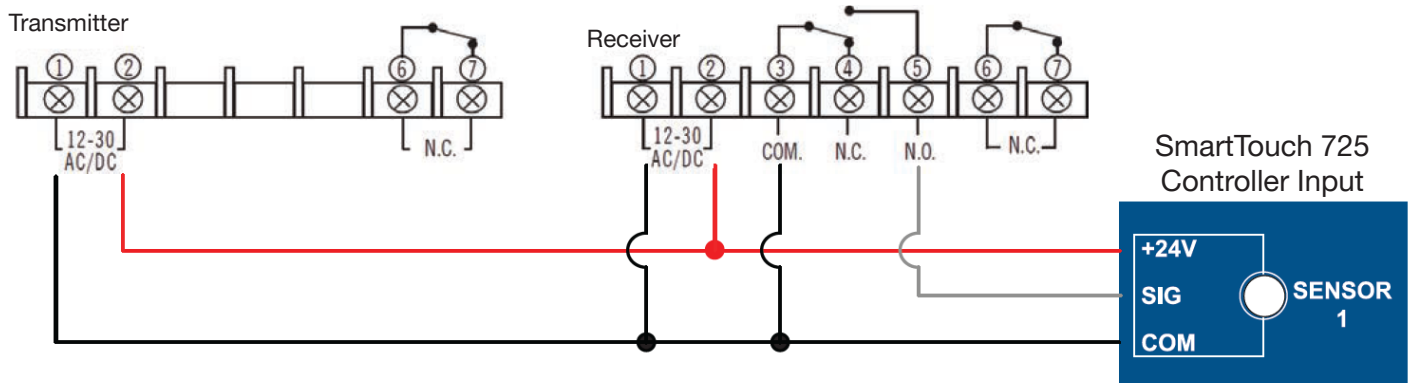 Transmitter
1 2 6 7
12-30
AC/DC
N.C.
Receiver
1 2 3 4 5 6 7
12-30
AC/DC
COM.
N.C.
N.O.
N.C.
SmartTouch 725
Controller Input
+24V
SIG
COM
SENSOR
1